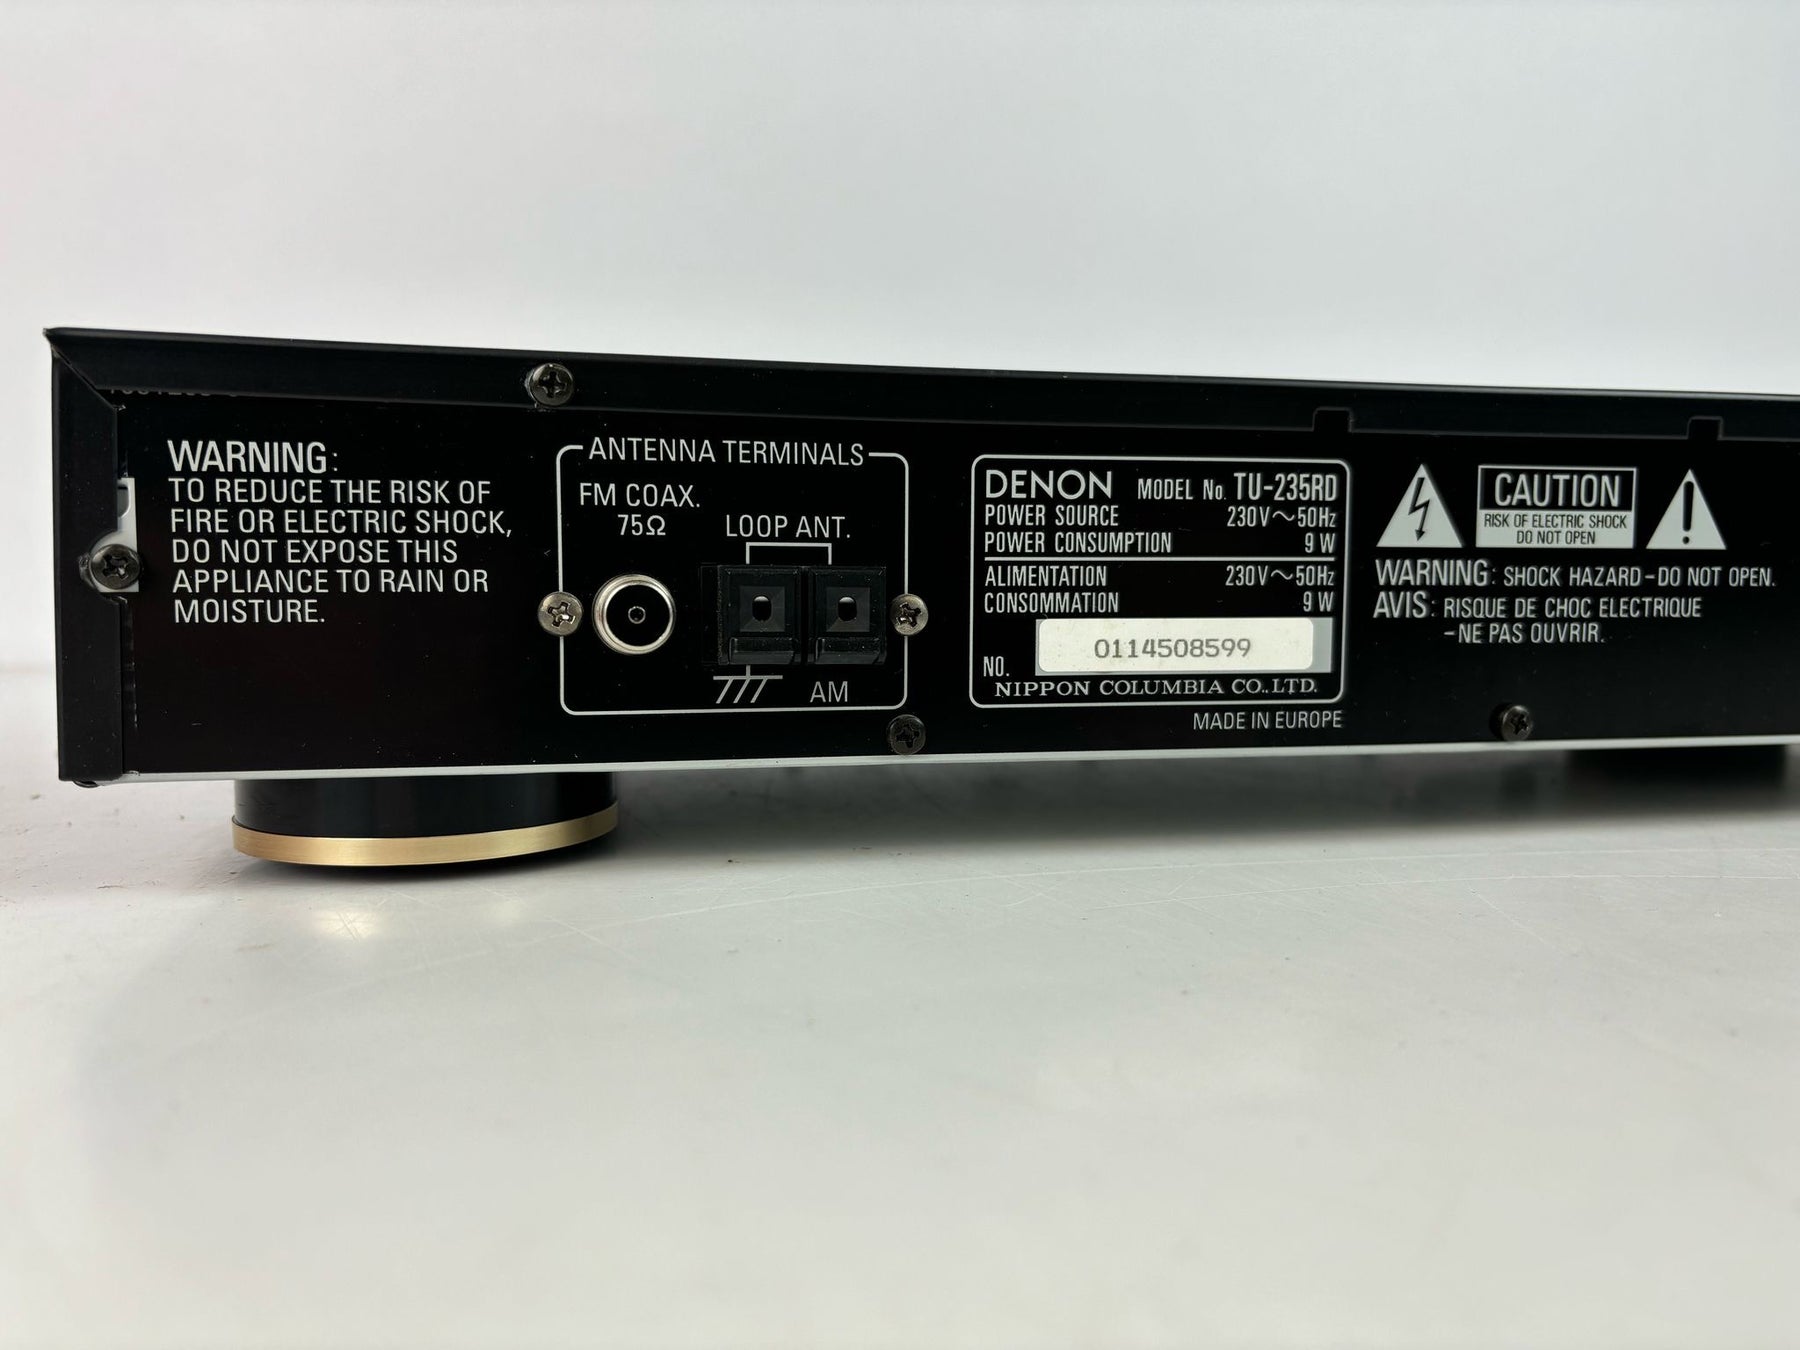 WARNING:
TO REDUCE THE RISK OF
FIRE OR ELECTRIC SHOCK,
DO NOT EXPOSE THIS
APPLIANCE TO RAIN OR
MOISTURE.
ANTENNA TERMINALS
FM COAX.
75Ω
LOOP ANT.
AM
DENON MODEL No. TU-235RD
POWER SOURCE 230V～50Hz
POWER CONSUMPTION 9 W
ALIMENTATION 230V～50Hz
CONSOMMATION 9 W
NO. 0114508599
NIPPON COLUMBIA CO.,LTD.
MADE IN EUROPE
CAUTION
RISK OF ELECTRIC SHOCK
DO NOT OPEN
WARNING: SHOCK HAZARD-DO NOT OPEN.
AVIS: RISQUE DE CHOC ELECTRIQUE
-NE PAS OUVRIR.